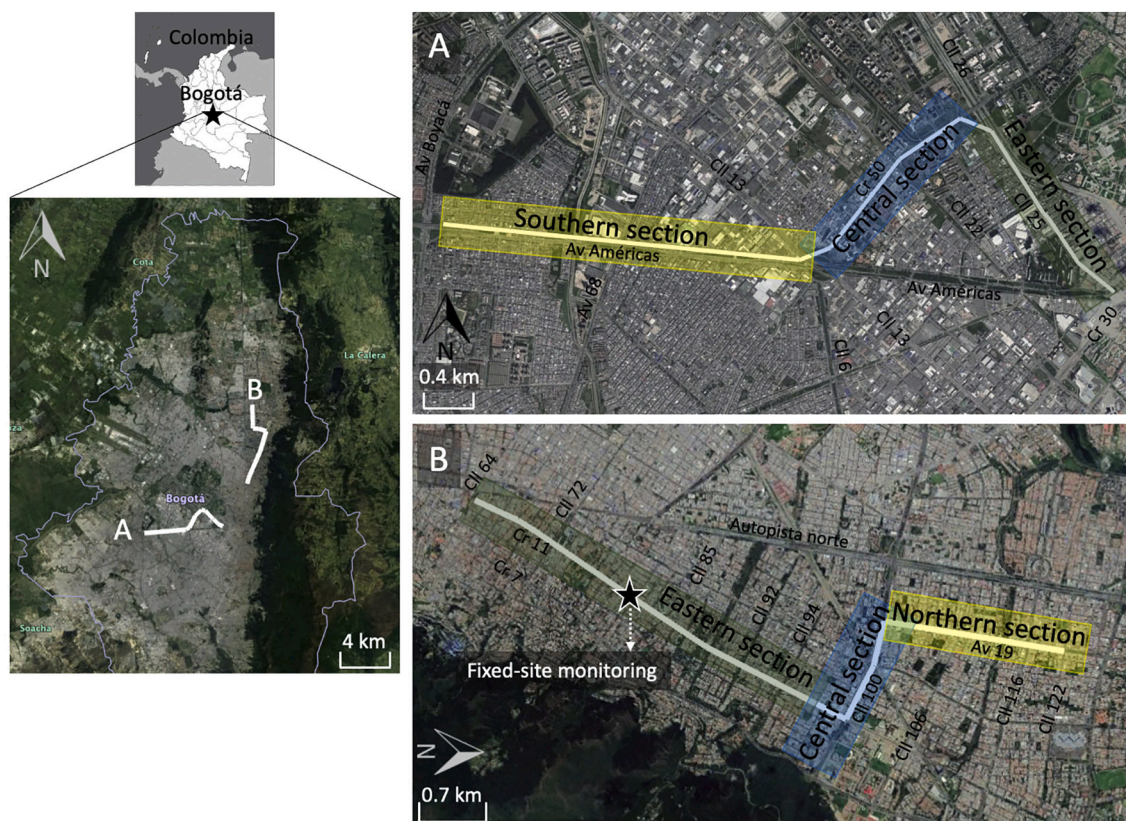 Colombia
Bogotá
N
Cota
La Calera
B
Bogotá
A
Soacha
4 km
A
Av Boyacá
Cll 26
Cll 13
Cr 50
Central section
Eastern section
Cll 25
Cll 22
Southern section
Av Américas
Av 68
Av Américas
Cll 13
Cr 30
Cll 6
N
0.4 km
B
Cll 64
Cll 72
Autopista norte
Cr 11
Cr 7
Cll 85
Cll 92
Cll 94
Eastern section
Fixed-site monitoring
Central section
Cll 100
Northern section
Av 19
Cll 106
Cll 116
Cll 122
N
0.7 km